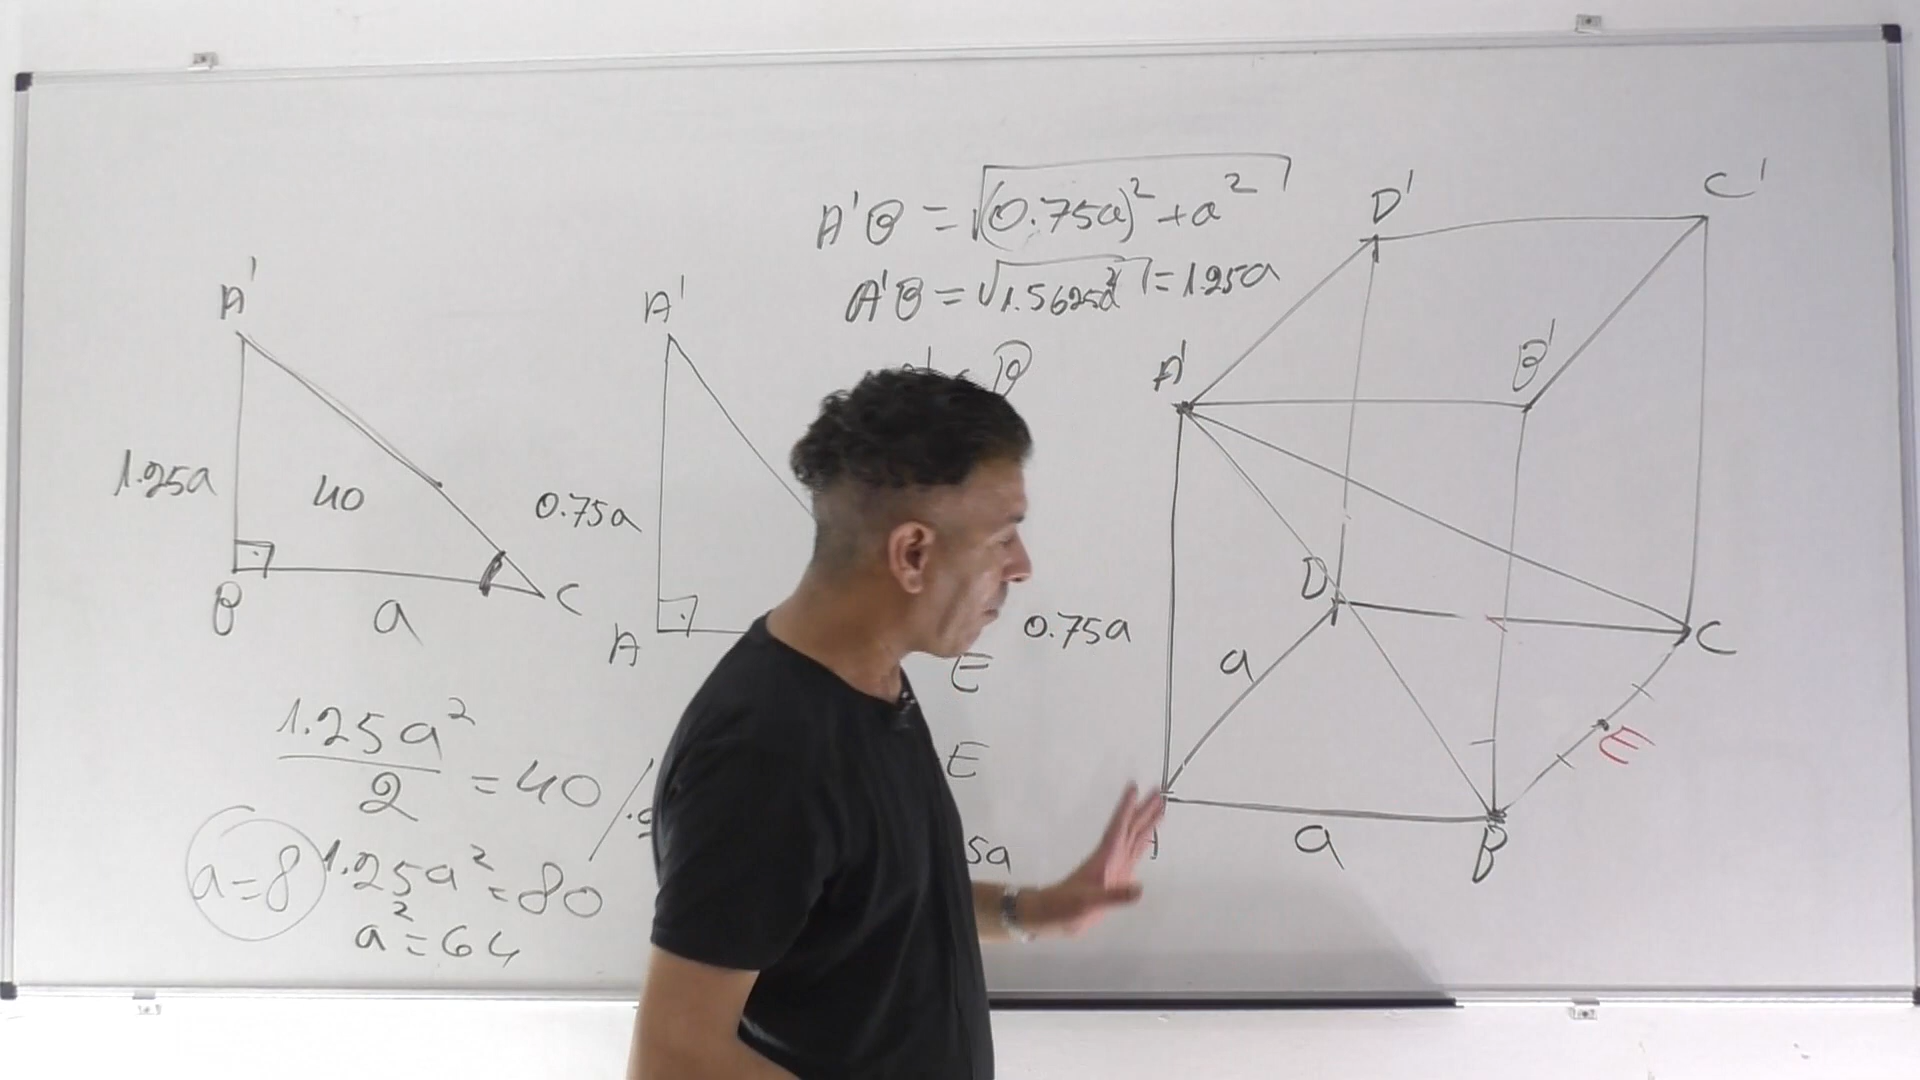 A'B = √(0.75a)² + a²
A'B = √1.5625a² = 1.25a
A'
1.25a
40
B
a
C
1.25a²
2
= 40
1.25a² = 80
a² = 64
a = 8
A'
0.75a
A
B
0.75a
E
E
5a
D'
C'
A'
B'
D
C
a
E
a
B